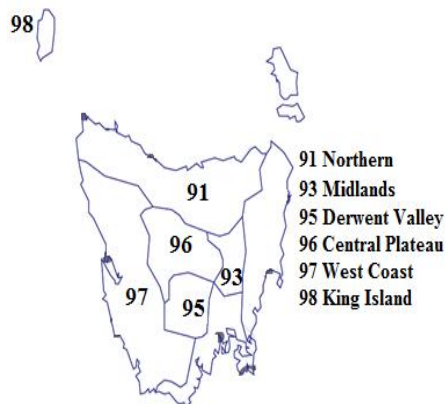 98
91
96
93
97
95
91 Northern
93 Midlands
95 Derwent Valley
96 Central Plateau
97 West Coast
98 King Island